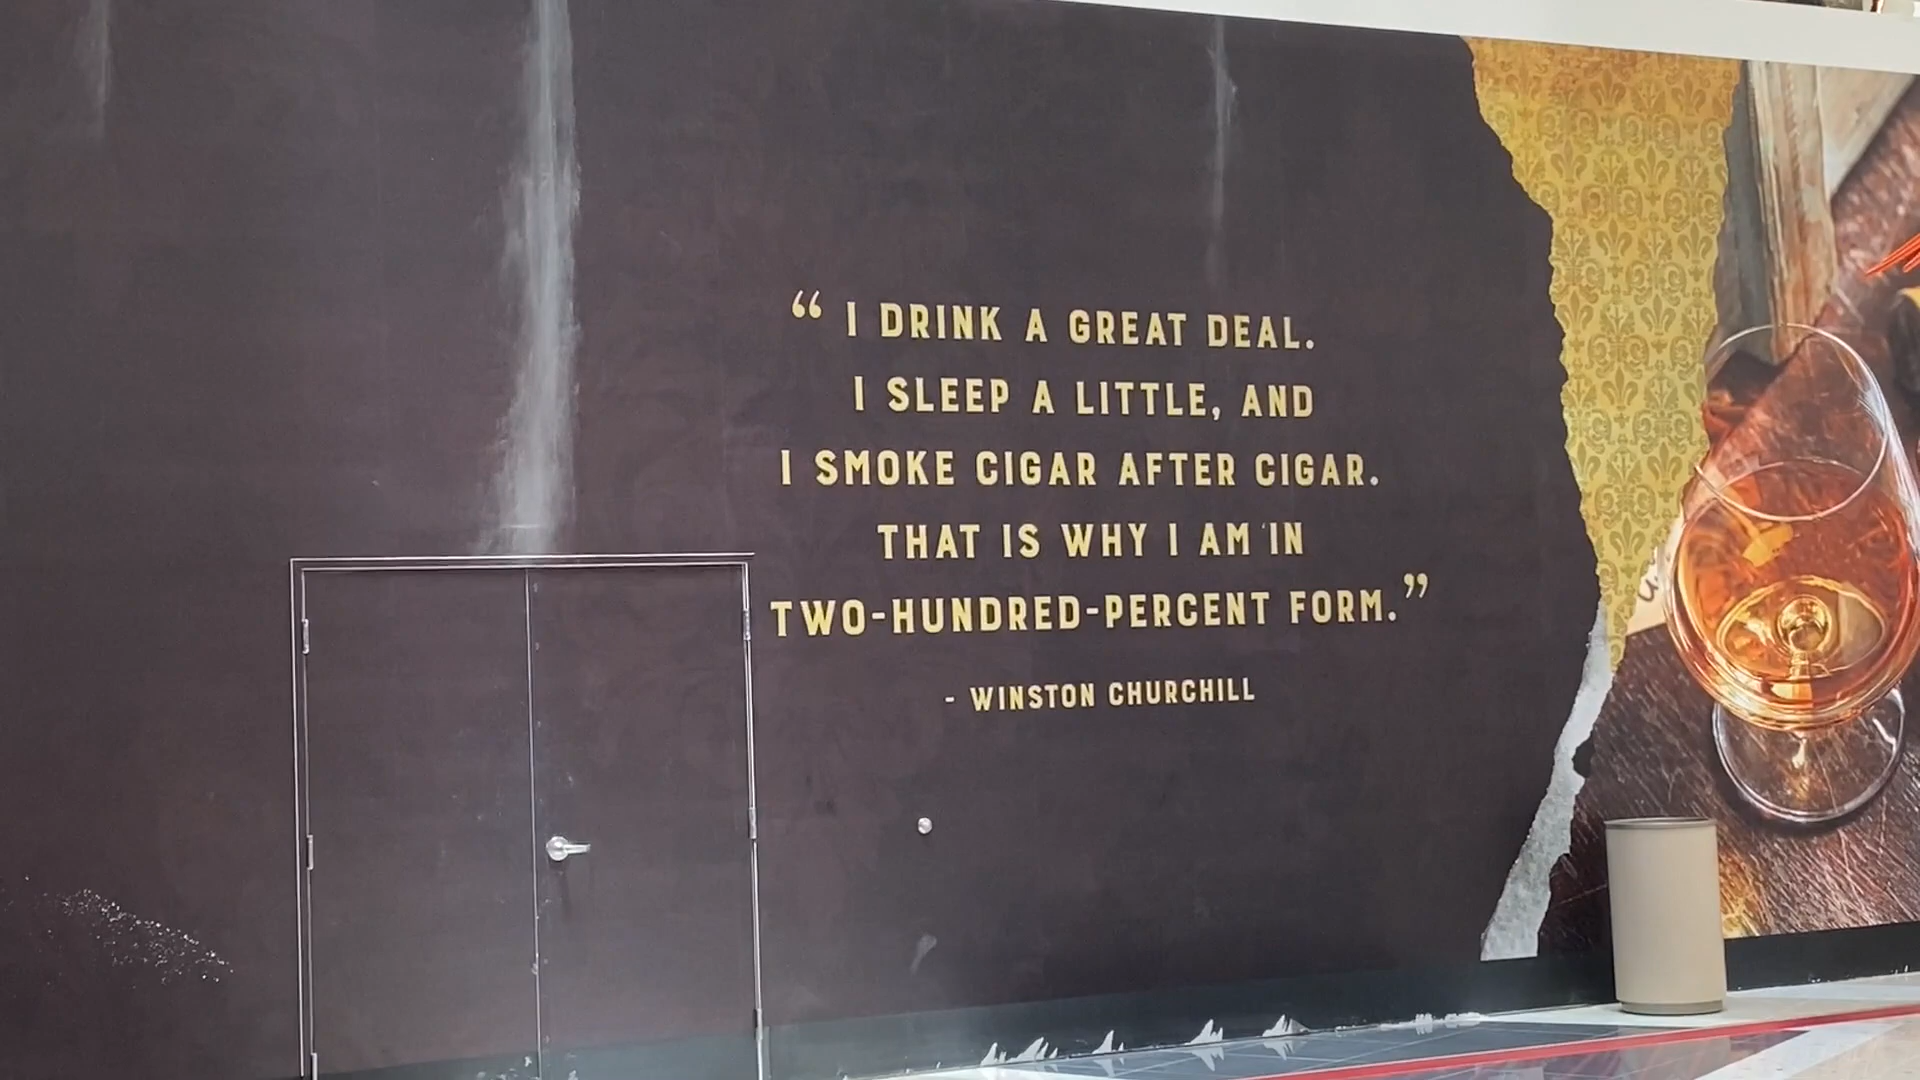 “ I DRINK A GREAT DEAL.
I SLEEP A LITTLE, AND
I SMOKE CIGAR AFTER CIGAR.
THAT IS WHY I AM IN
TWO-HUNDRED-PERCENT FORM.”
- WINSTON CHURCHILL